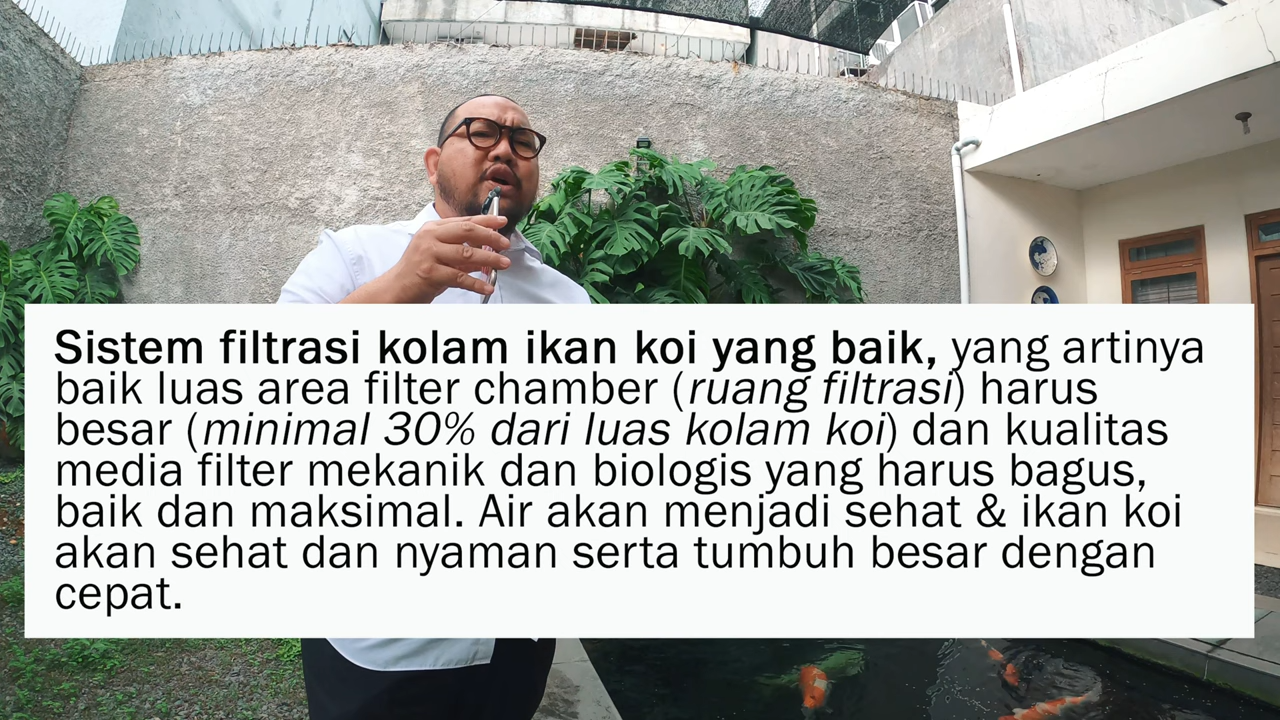 Sistem filtrasi kolam ikan koi yang baik, yang artinya
baik luas area filter chamber (ruang filtrasi) harus
besar (minimal 30% dari luas kolam koi) dan kualitas
media filter mekanik dan biologis yang harus bagus,
baik dan maksimal. Air akan menjadi sehat & ikan koi
akan sehat dan nyaman serta tumbuh besar dengan
cepat.